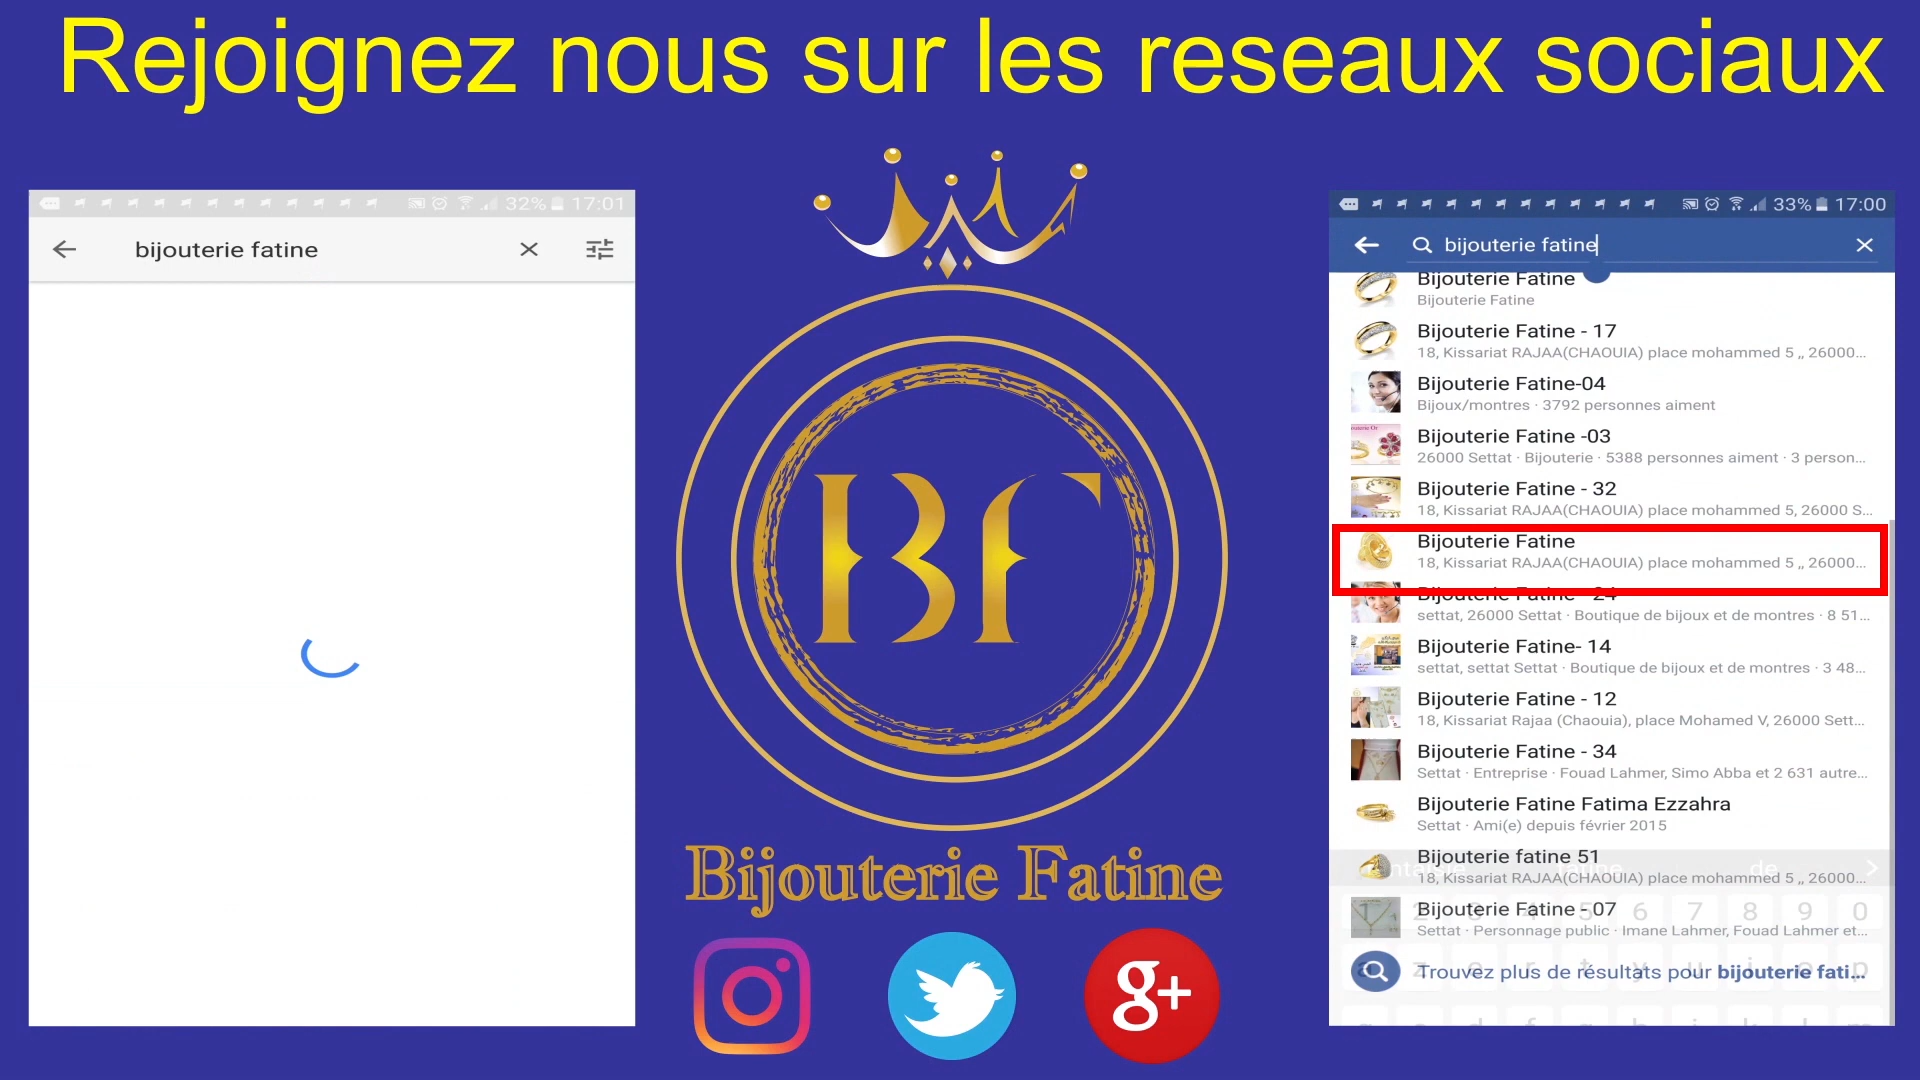 Rejoignez nous sur les reseaux sociaux
32% 17:01
bijouterie fatine
BF
Bijouterie Fatine
g+
33% 17:00
bijouterie fatine
Bijouterie Fatine
Bijouterie Fatine
Bijouterie Fatine - 17
18, Kissariat RAJAA(CHAOUIA) place mohammed 5 ,, 26000...
Bijouterie Fatine-04
Bijoux/montres · 3792 personnes aiment
Bijouterie Fatine -03
26000 Settat · Bijouterie · 5388 personnes aiment · 3 person...
Bijouterie Fatine - 32
18, Kissariat RAJAA(CHAOUIA) place mohammed 5, 26000 S...
Bijouterie Fatine
18, Kissariat RAJAA(CHAOUIA) place mohammed 5 ,, 26000...
Bijouterie Fatine - 24
settat, 26000 Settat · Boutique de bijoux et de montres · 8 51...
Bijouterie Fatine- 14
settat, settat Settat · Boutique de bijoux et de montres · 3 48...
Bijouterie Fatine - 12
18, Kissariat Rajaa (Chaouia), place Mohamed V, 26000 Sett...
Bijouterie Fatine - 34
Settat · Entreprise · Fouad Lahmer, Simo Abba et 2 631 autre...
Bijouterie Fatine Fatima Ezzahra
Settat · Ami(e) depuis février 2015
Bijouterie fatine 51
18, Kissariat RAJAA(CHAOUIA) place mohammed 5 ,, 26000...
Bijouterie Fatine - 07
Settat · Personnage public · Imane Lahmer, Fouad Lahmer et...
Trouvez plus de résultats pour bijouterie fati...